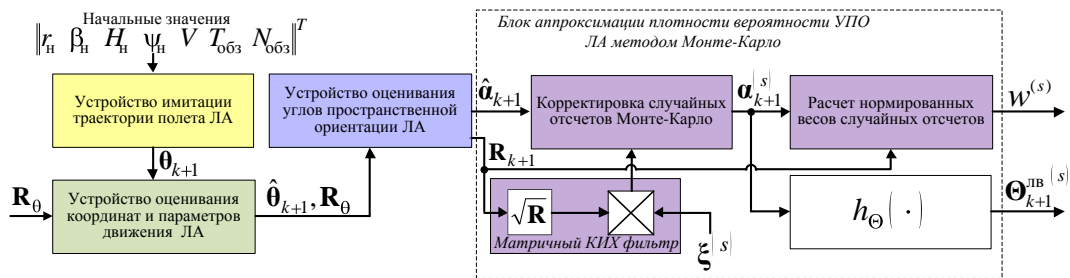 Начальные значения
‖r_н β_н H_н ψ_н V T_обз N_обз‖^T
Блок аппроксимации плотности вероятности УПО
ЛА методом Монте-Карло
Устройство имитации
траектории полета ЛА
Устройство оценивания
углов пространственной
ориентации ЛА
α̂_{k+1}
Корректировка случайных
отсчетов Монте-Карло
α_{k+1}^{(s)}
Расчет нормированных
весов случайных отсчетов
w^{(s)}
θ_{k+1}
R_{k+1}
R_θ
Устройство оценивания
координат и параметров
движения ЛА
θ̂_{k+1}, R_θ
√R
Матричный КИХ фильтр
ξ^{(s)}
h_Θ(·)
Θ_{k+1}^{лв (s)}